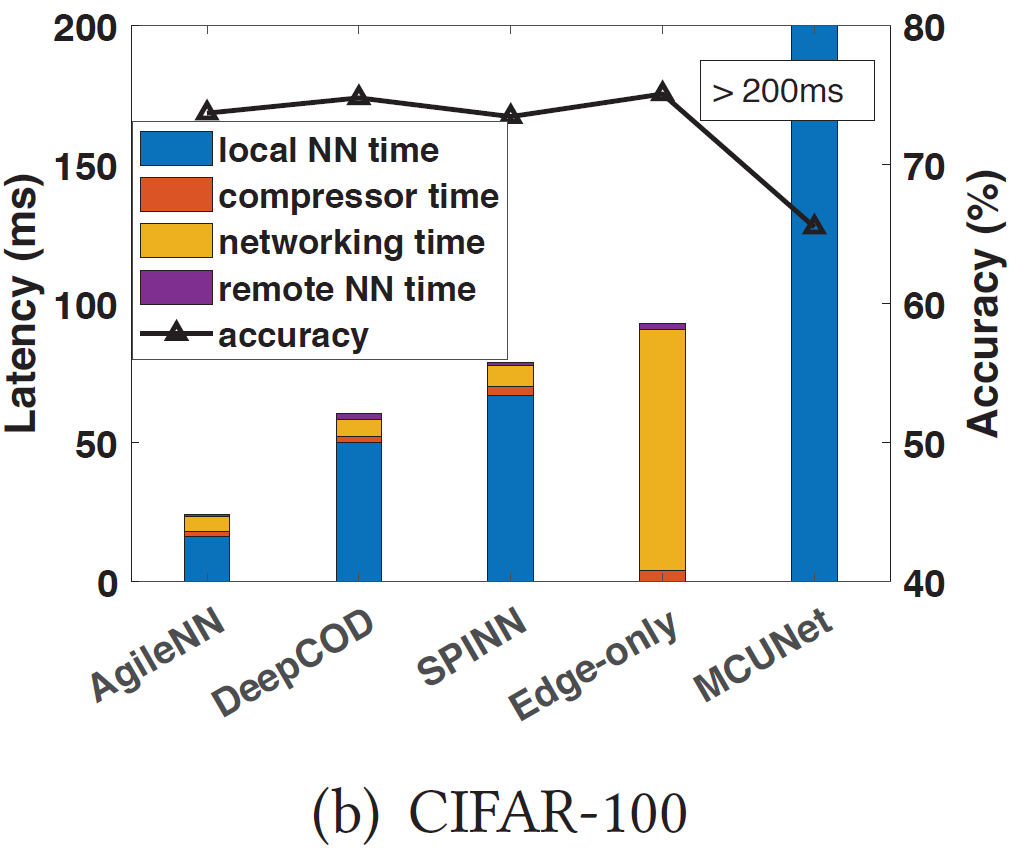 200
150
100
50
0
Latency (ms)
local NN time
compressor time
networking time
remote NN time
accuracy
> 200ms
80
70
60
50
40
Accuracy (%)
AgileNN
DeepCOD
SPINN
Edge-only
MCUNet
(b) CIFAR-100